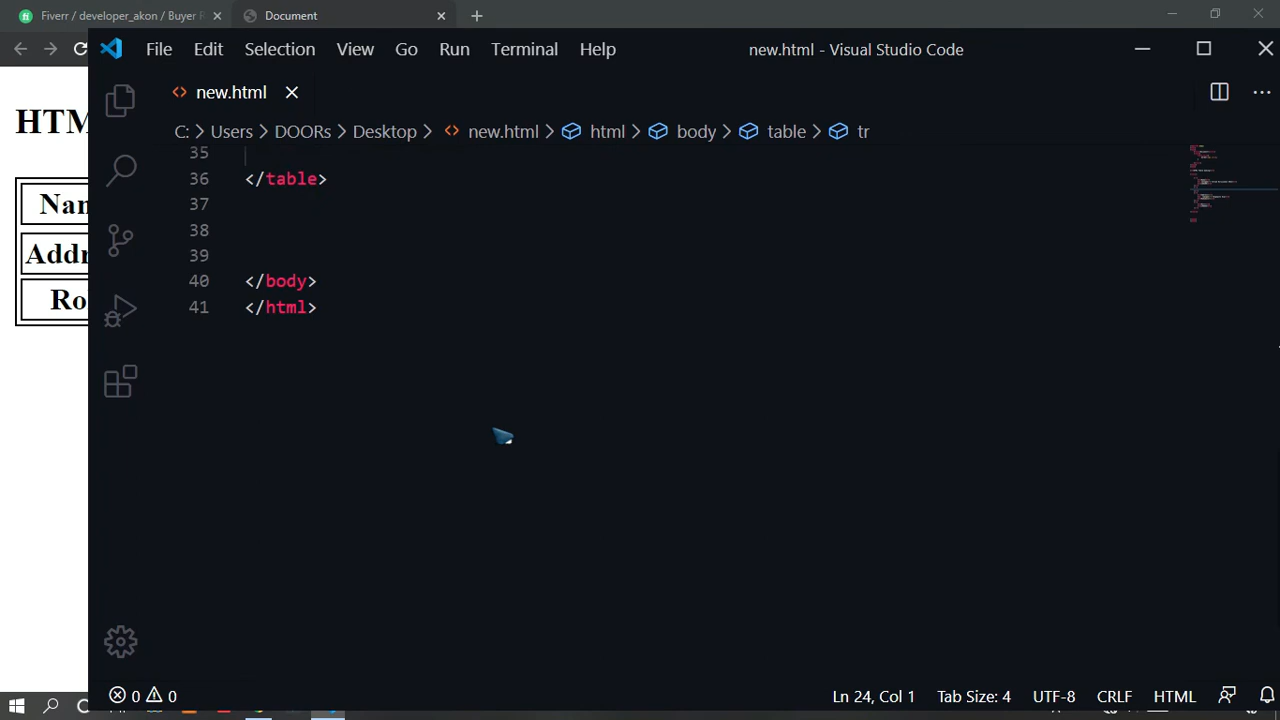 Fiverr / developer_akon / Buyer R
Document
File Edit Selection View Go Run Terminal Help
new.html - Visual Studio Code
new.html
C: > Users > DOORs > Desktop > new.html > html > body > table > tr
HTM
Nam
Addr
Ro
35
36 </table>
37
38
39
40 </body>
41 </html>
0 0
Ln 24, Col 1 Tab Size: 4 UTF-8 CRLF HTML